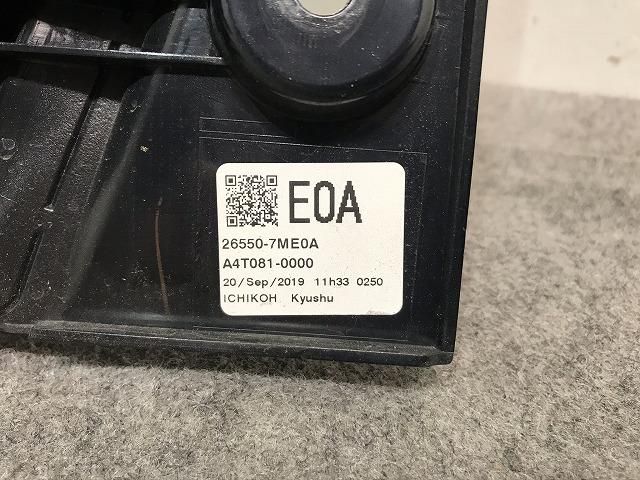 E0A
26550-7ME0A
A4T081-0000
20/Sep/2019 11h33 0250
ICHIKOH Kyushu